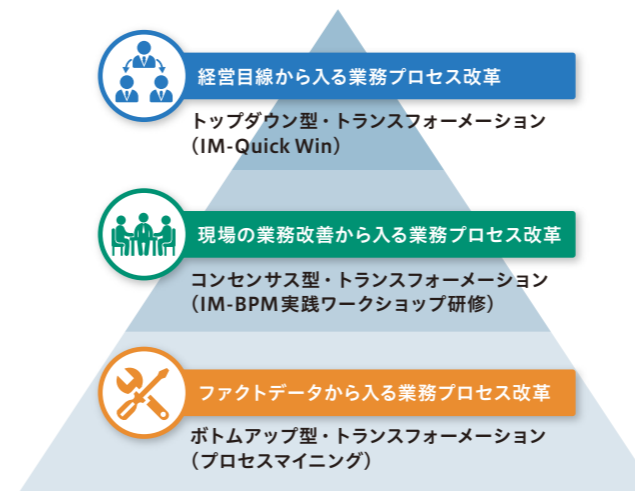 経営目線から入る業務プロセス改革
トップダウン型・トランスフォーメーション
（IM-Quick Win）
現場の業務改善から入る業務プロセス改革
コンセンサス型・トランスフォーメーション
（IM-BPM実践ワークショップ研修）
ファクトデータから入る業務プロセス改革
ボトムアップ型・トランスフォーメーション
（プロセスマイニング）